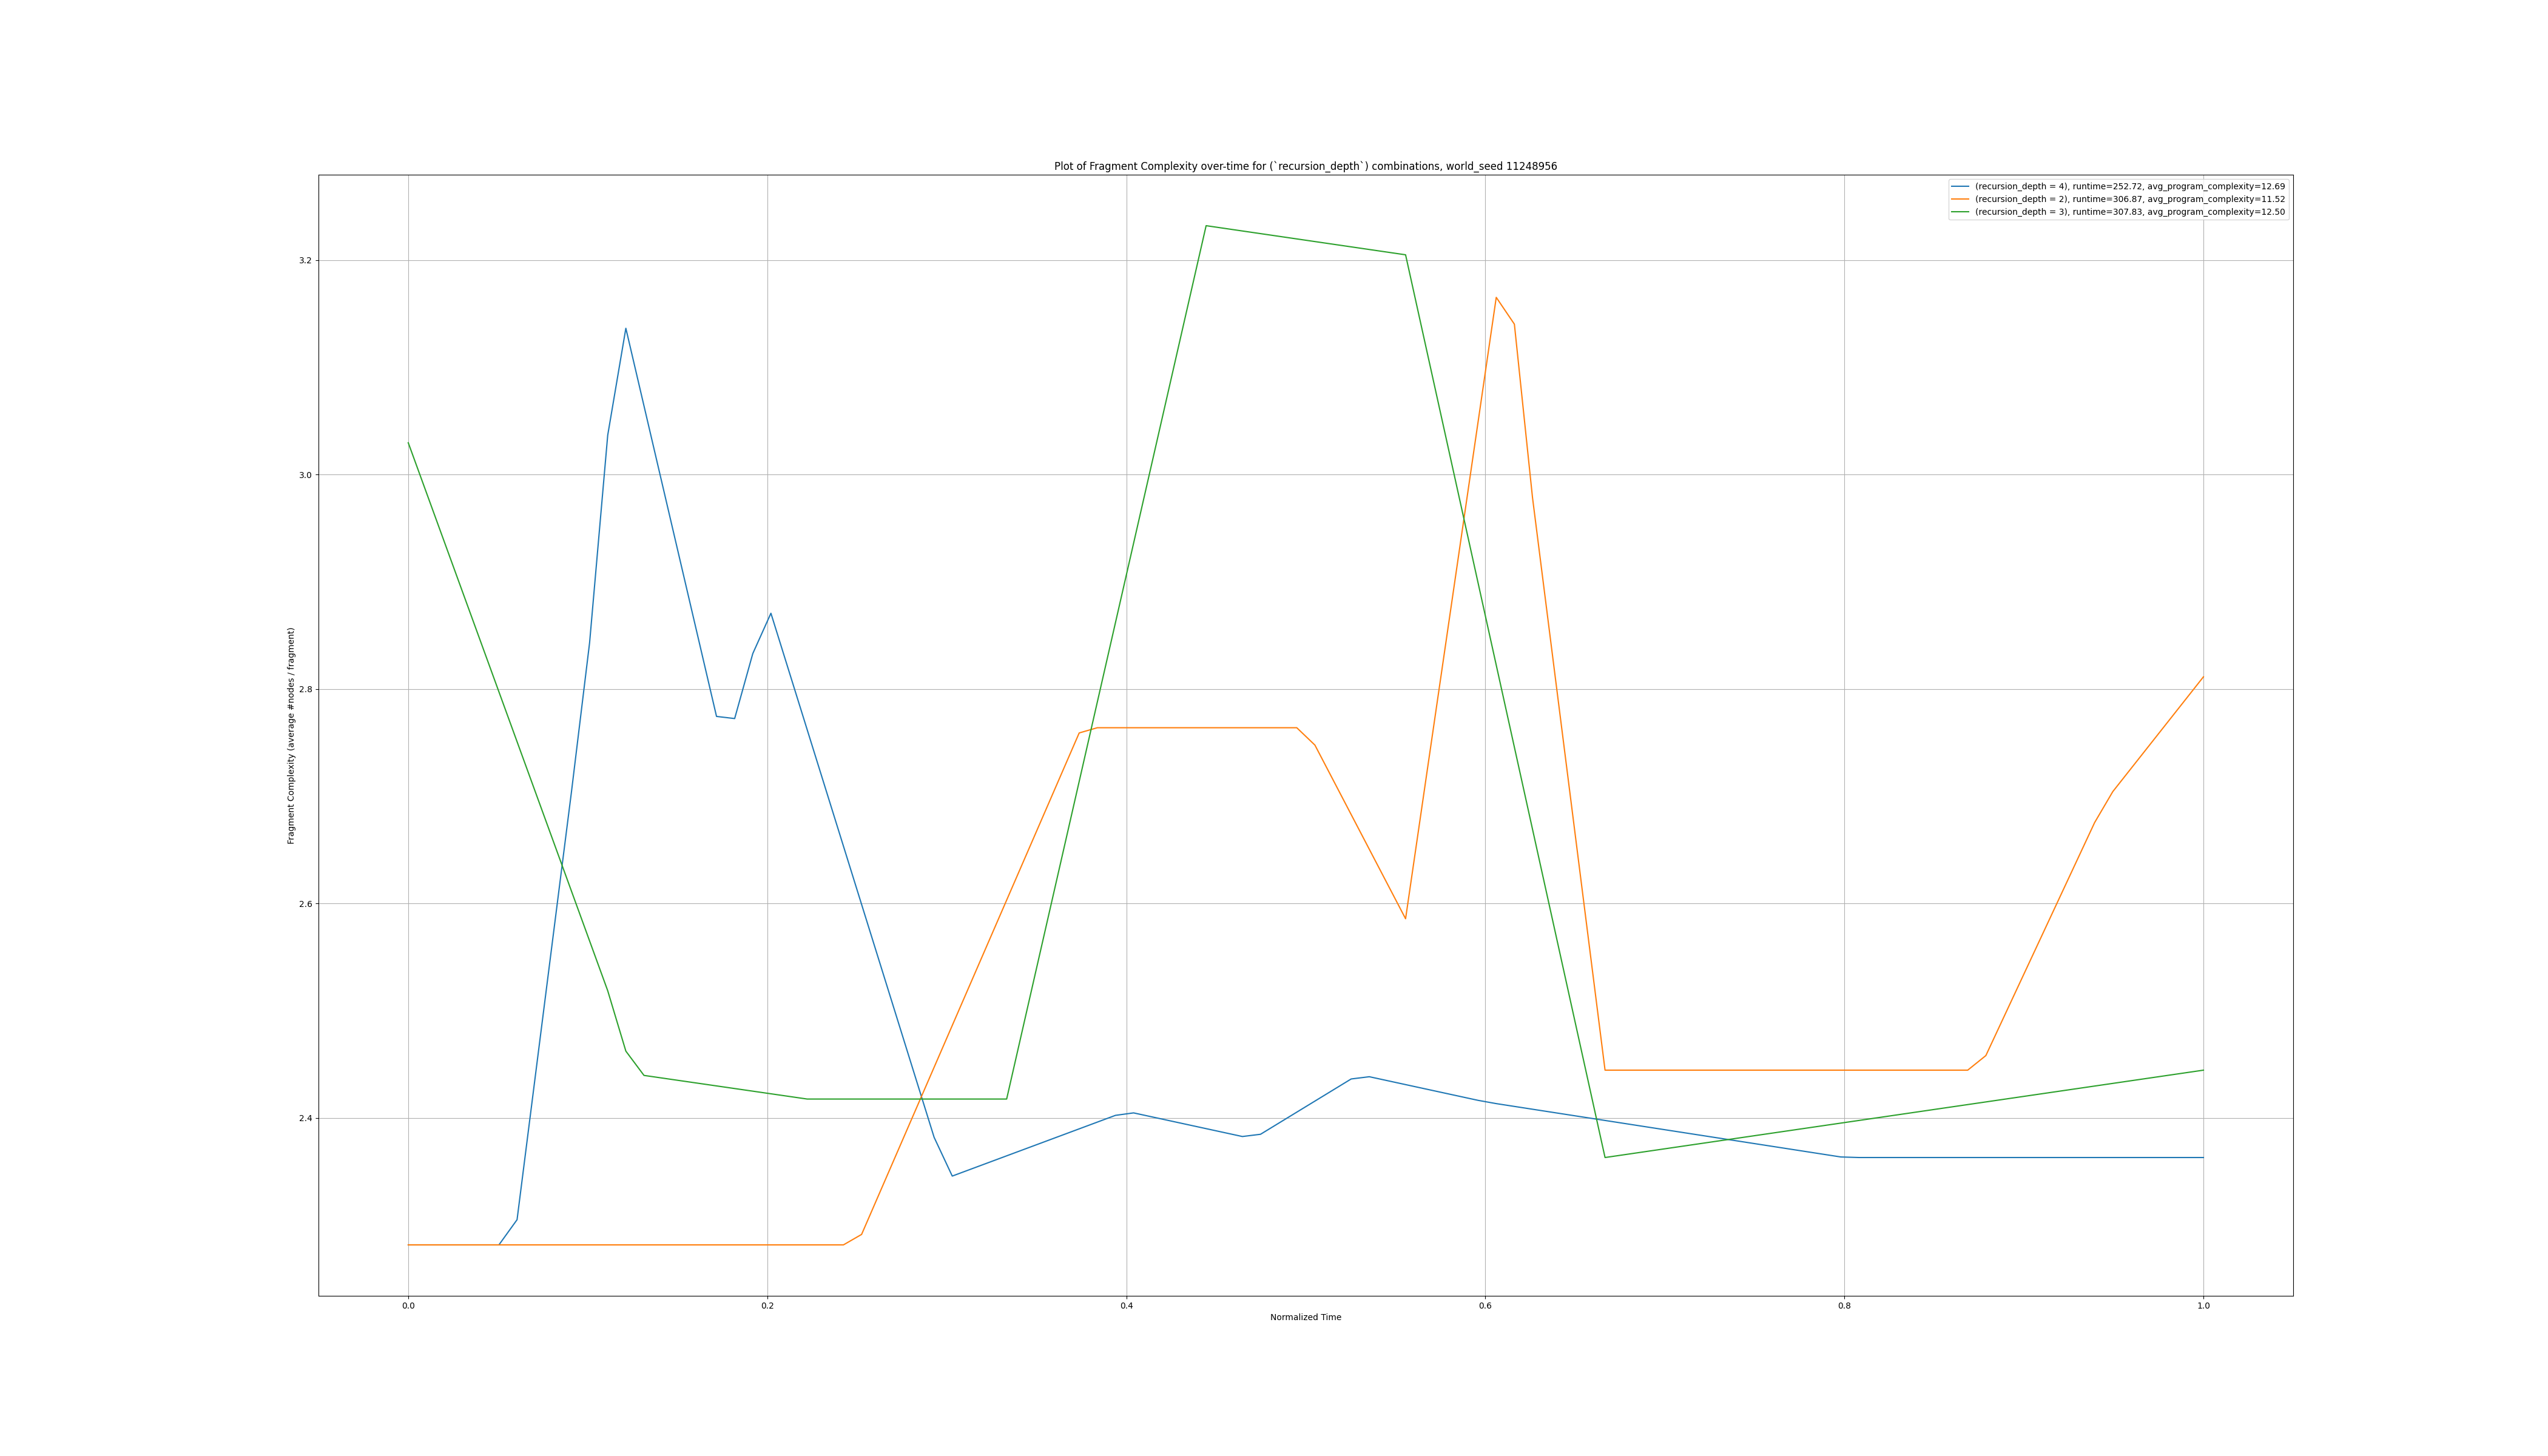 Plot of Fragment Complexity over-time for (`recursion_depth`) combinations, world_seed 11248956
(recursion_depth = 4), runtime=252.72, avg_program_complexity=12.69
(recursion_depth = 2), runtime=306.87, avg_program_complexity=11.52
(recursion_depth = 3), runtime=307.83, avg_program_complexity=12.50
Fragment Complexity (average #nodes / fragment)
3.2
3.0
2.8
2.6
2.4
0.0
0.2
0.4
0.6
0.8
1.0
Normalized Time